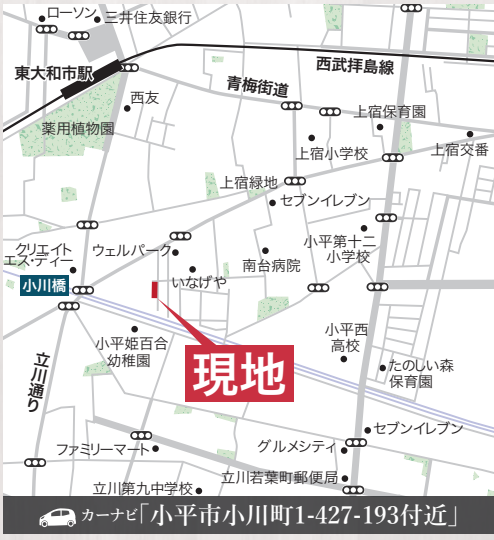 ローソン
三井住友銀行
東大和市駅
西武拝島線
青梅街道
西友
薬用植物園
上宿保育園
上宿小学校
上宿交番
上宿緑地
セブンイレブン
小平第十二
小学校
クリエイト
エス・ディー
ウェルパーク
南台病院
いなげや
小川橋
小平姫百合
幼稚園
現地
小平西
高校
たのしい森
保育園
立川通り
セブンイレブン
ファミリーマート
グルメシティ
立川第九中学校
立川若葉町郵便局
カーナビ「小平市小川町1-427-193付近」